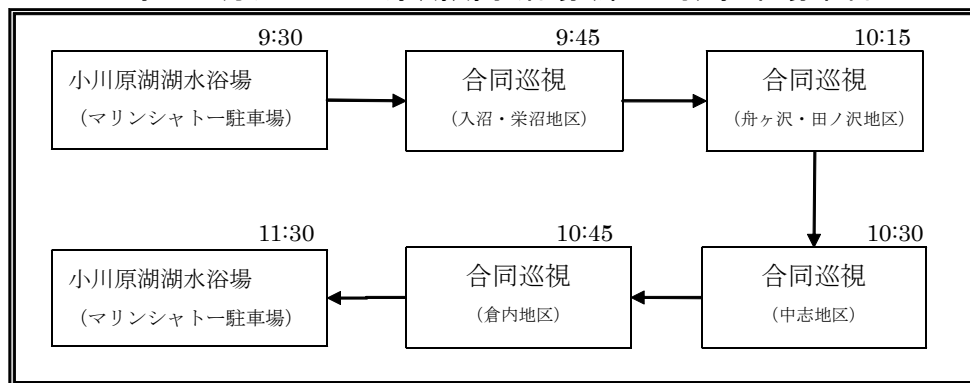 9:30
小川原湖湖水浴場
（マリンシャトー駐車場）
9:45
合同巡視
（入沼・栄沼地区）
10:15
合同巡視
（舟ヶ沢・田ノ沢地区）
10:30
合同巡視
（中志地区）
10:45
合同巡視
（倉内地区）
11:30
小川原湖湖水浴場
（マリンシャトー駐車場）